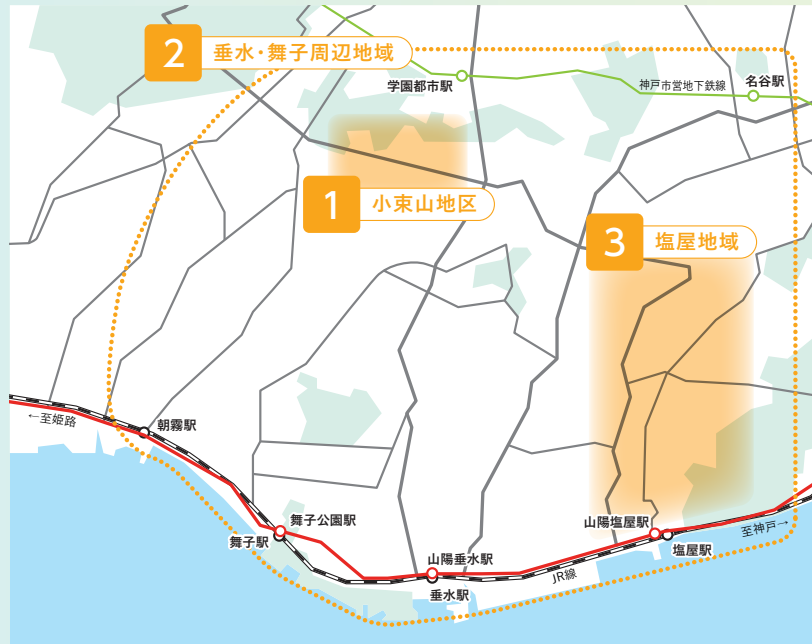 2 垂水・舞子周辺地域
学園都市駅
神戸市営地下鉄線
名谷駅
1 小束山地区
3 塩屋地域
←至姫路
朝霧駅
舞子公園駅
舞子駅
山陽垂水駅
垂水駅
JR線
山陽塩屋駅
塩屋駅
至神戸→